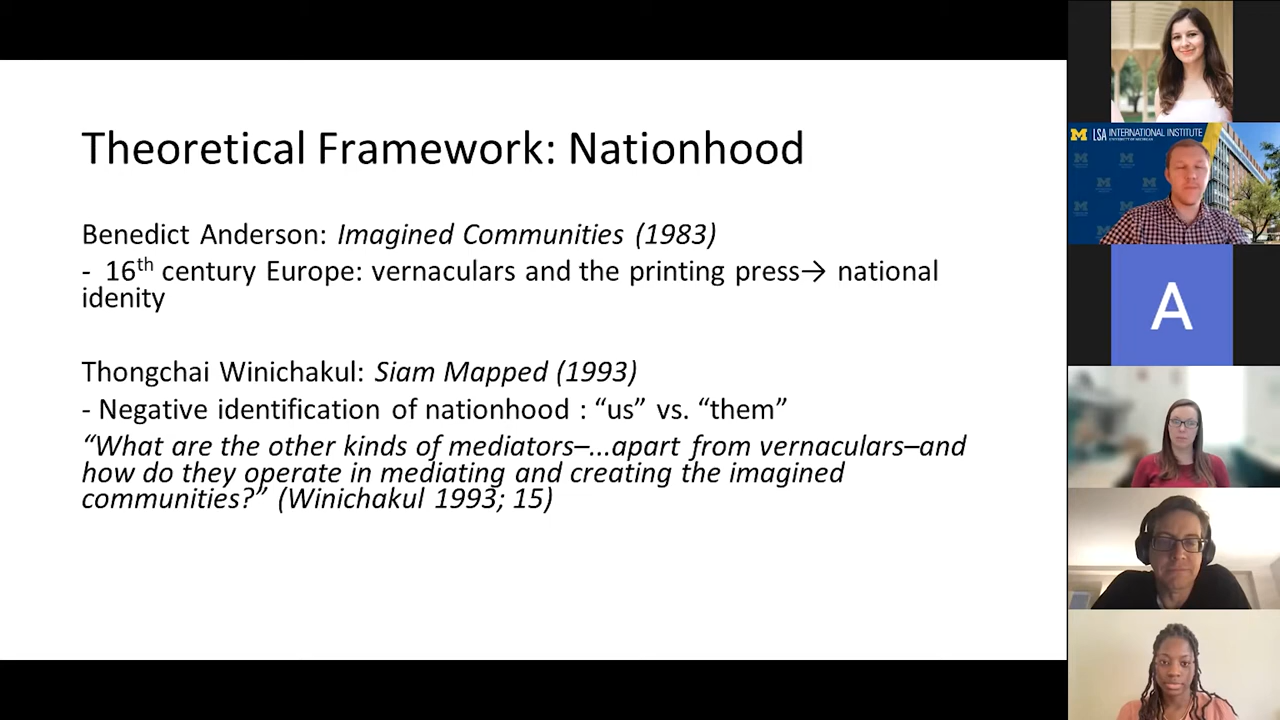 Theoretical Framework: Nationhood
Benedict Anderson: Imagined Communities (1983)
- 16th century Europe: vernaculars and the printing press→ national
idenity
Thongchai Winichakul: Siam Mapped (1993)
- Negative identification of nationhood : “us” vs. “them”
“What are the other kinds of mediators–...apart from vernaculars–and
how do they operate in mediating and creating the imagined
communities?” (Winichakul 1993; 15)
M LSA INTERNATIONAL INSTITUTE
UNIVERSITY OF MICHIGAN
A